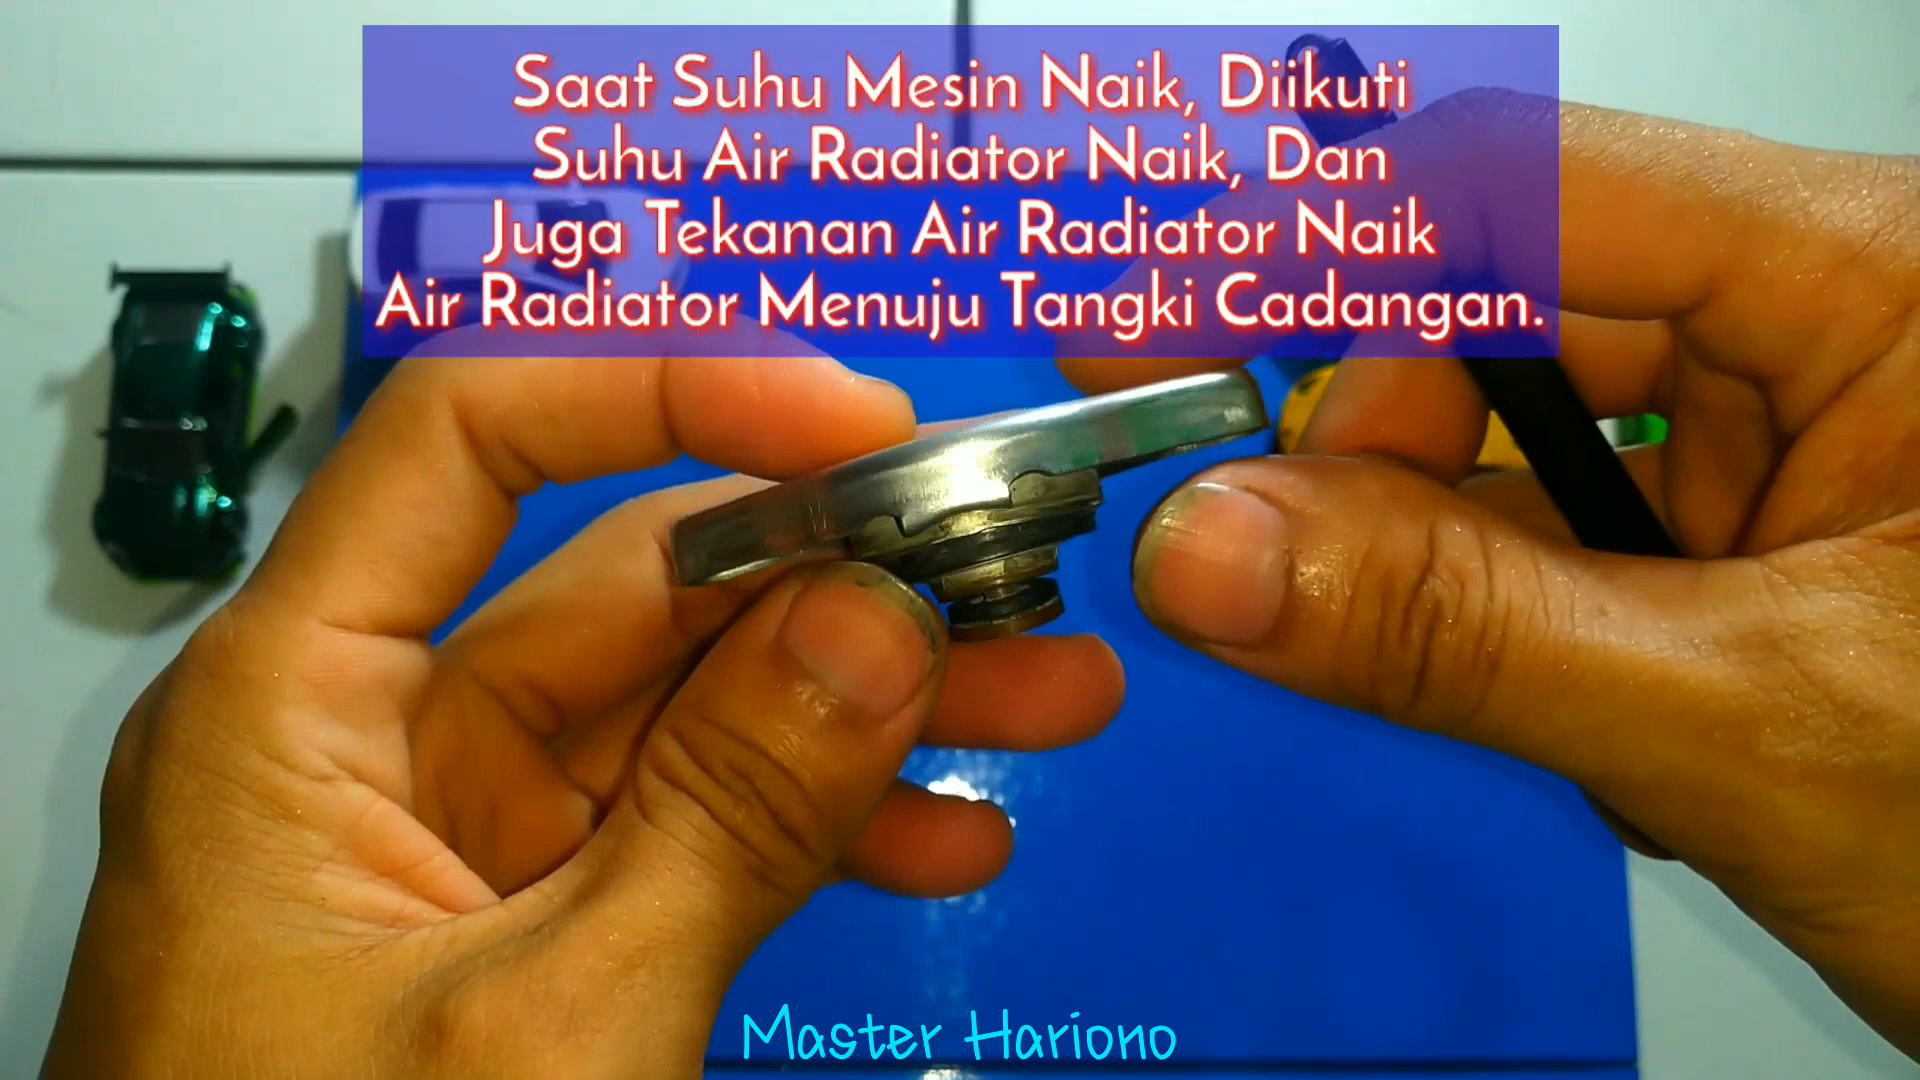 Saat Suhu Mesin Naik, Diikuti
Suhu Air Radiator Naik, Dan
Juga Tekanan Air Radiator Naik
Air Radiator Menuju Tangki Cadangan.
Master Hariono